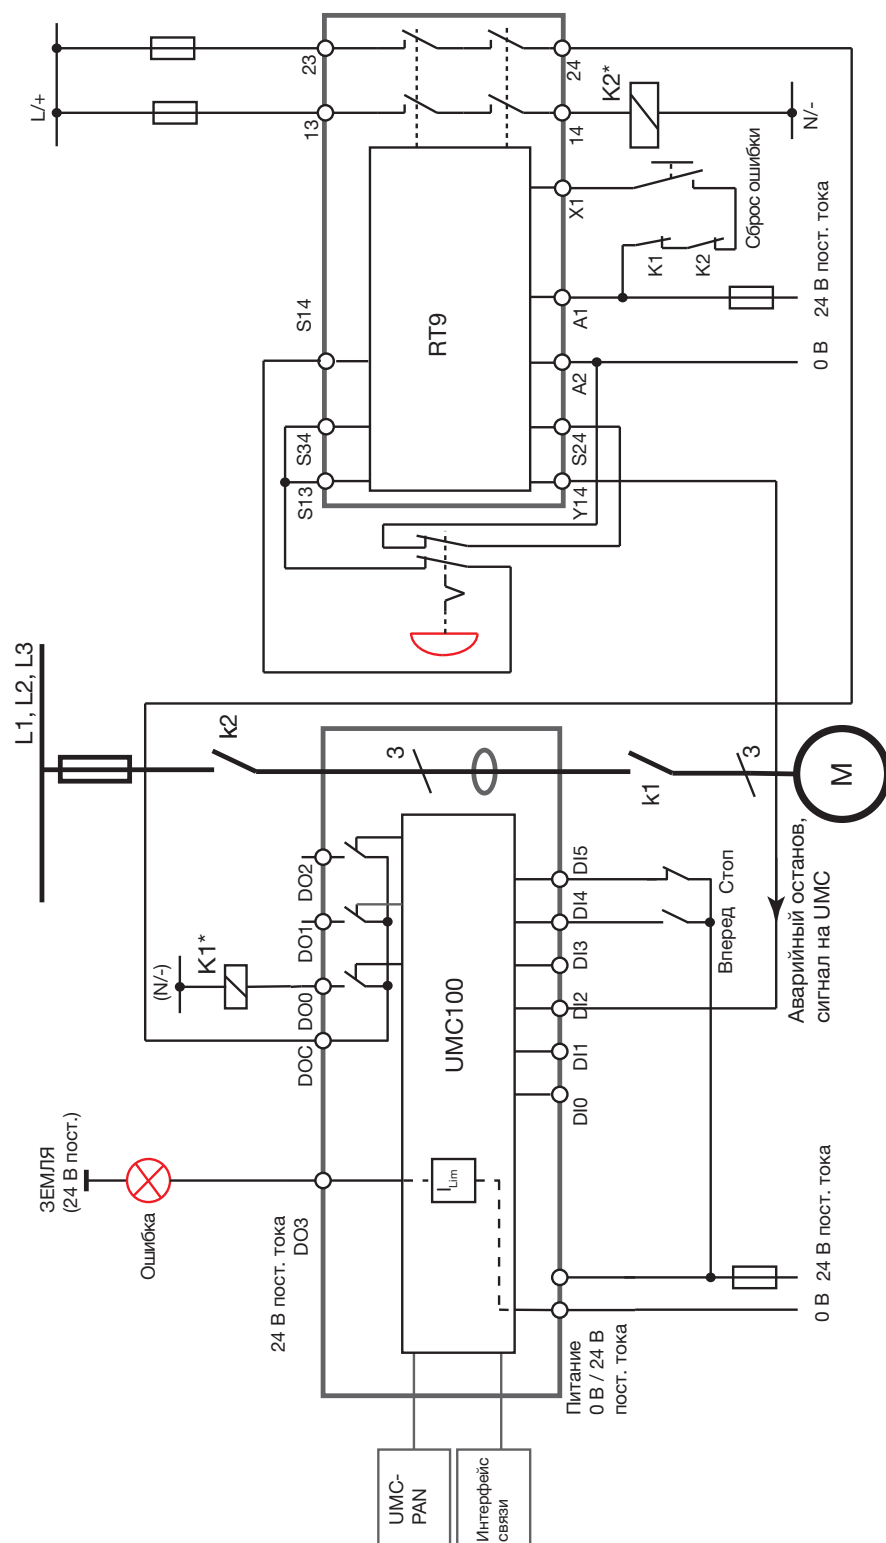 L/+
23
13
24
14
K2*
N/-
X1
Сброс ошибки
K1
K2
S14
RT9
A1
24 В пост. тока
0 В
A2
S34
S24
S13
Y14
L1, L2, L3
k2
3
k1
3
M
DO2
DO1
DO0
DOC
K1*
(N/-)
UMC100
DI5
DI4
DI3
DI2
DI1
DI0
Стоп
Вперед
Аварийный останов,
сигнал на UMC
ЗЕМЛЯ
(24 В пост.)
Ошибка
24 В пост. тока
DO3
ILim
24 В пост. тока
0 В
Питание
0 В / 24 В
пост. тока
UMC-
PAN
Интерфейс
связи